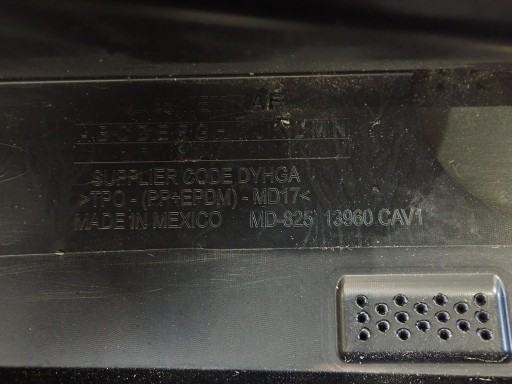 A B C D E F G H
M N
SUPPLIER CODE DYHGA
>TPO - (PP+EPDM) - MD17<
MADE IN MEXICO MD-825 13960 CAV1